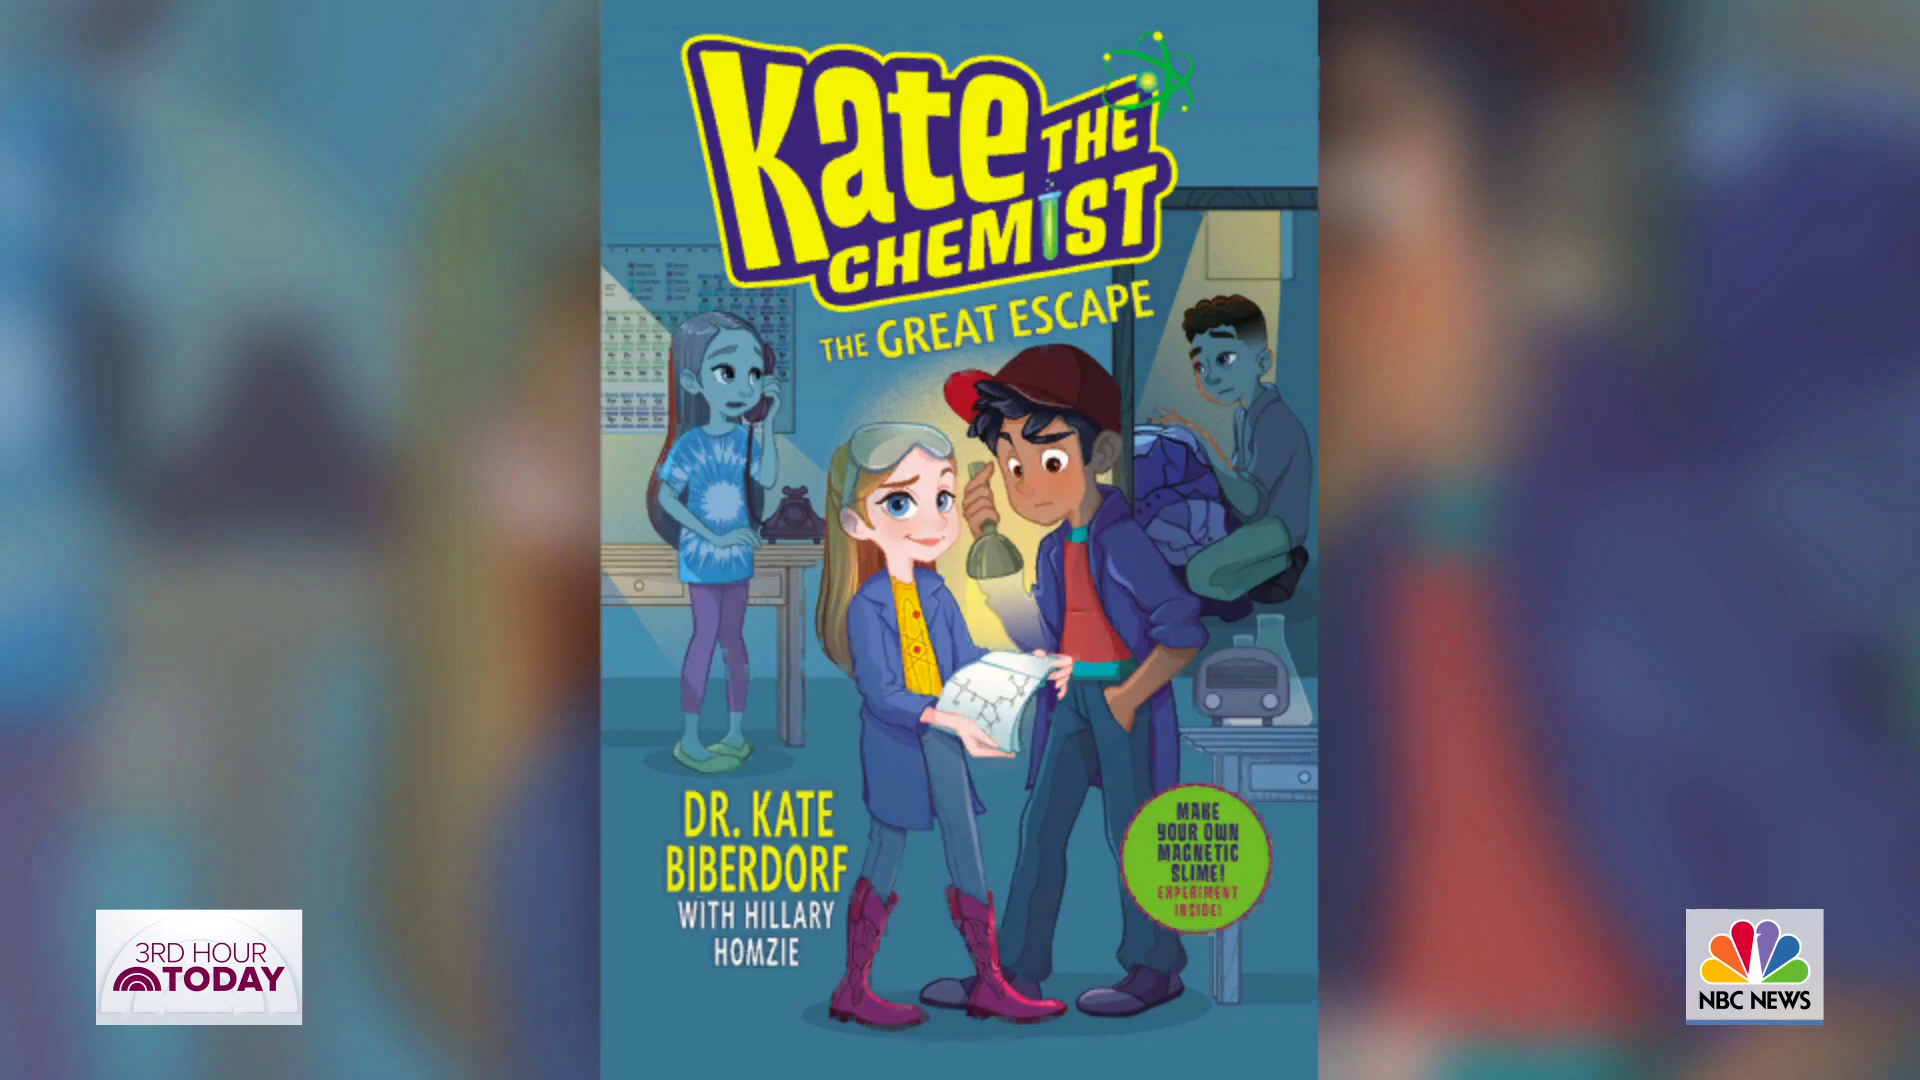 Kate THE
CHEMIST
THE GREAT ESCAPE
DR. KATE
BIBERDORF
WITH HILLARY
HOMZIE
MAKE
YOUR OWN
MAGNETIC
SLIME!
EXPERIMENT
INSIDE!
3RD HOUR
TODAY
NBC NEWS